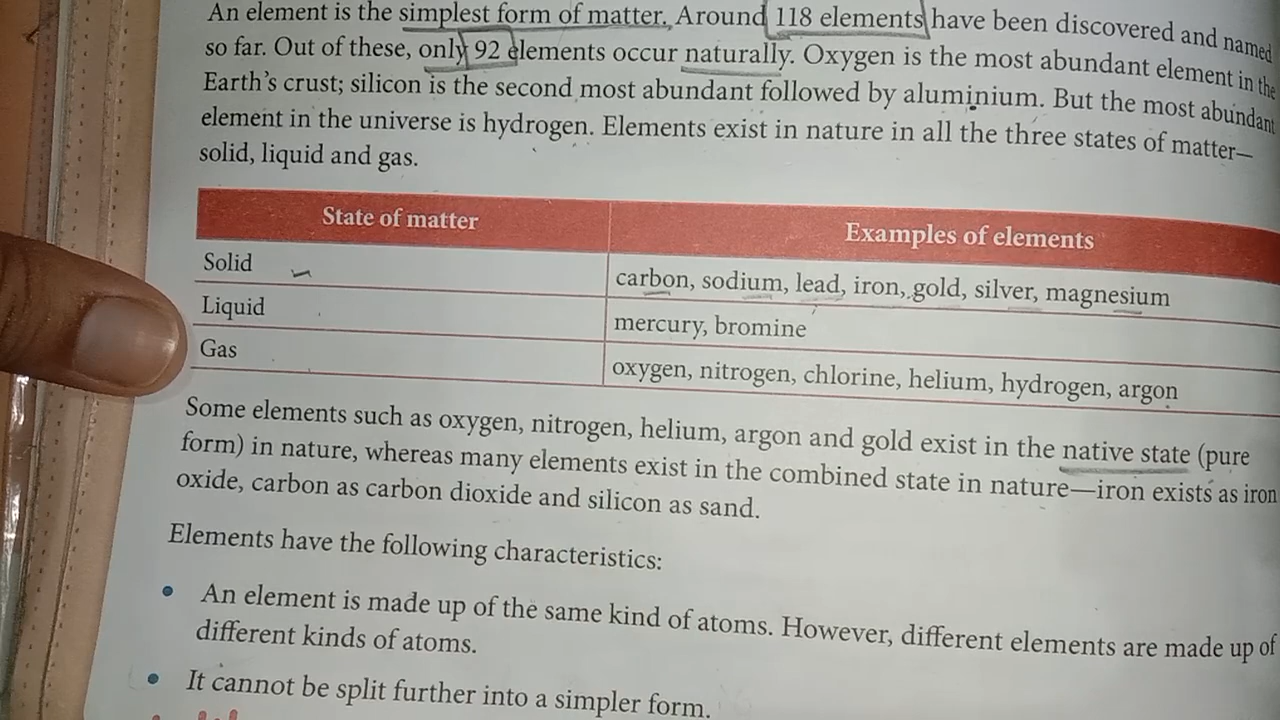 An element is the simplest form of matter. Around 118 elements have been discovered and named
so far. Out of these, only 92 elements occur naturally. Oxygen is the most abundant element in the
Earth's crust; silicon is the second most abundant followed by aluminium. But the most abundant
element in the universe is hydrogen. Elements exist in nature in all the three states of matter—
solid, liquid and gas.
State of matter Examples of elements
Solid carbon, sodium, lead, iron, gold, silver, magnesium
Liquid mercury, bromine
Gas oxygen, nitrogen, chlorine, helium, hydrogen, argon
Some elements such as oxygen, nitrogen, helium, argon and gold exist in the native state (pure
form) in nature, whereas many elements exist in the combined state in nature—iron exists as iron
oxide, carbon as carbon dioxide and silicon as sand.
Elements have the following characteristics:
• An element is made up of the same kind of atoms. However, different elements are made up of
different kinds of atoms.
• It cannot be split further into a simpler form.